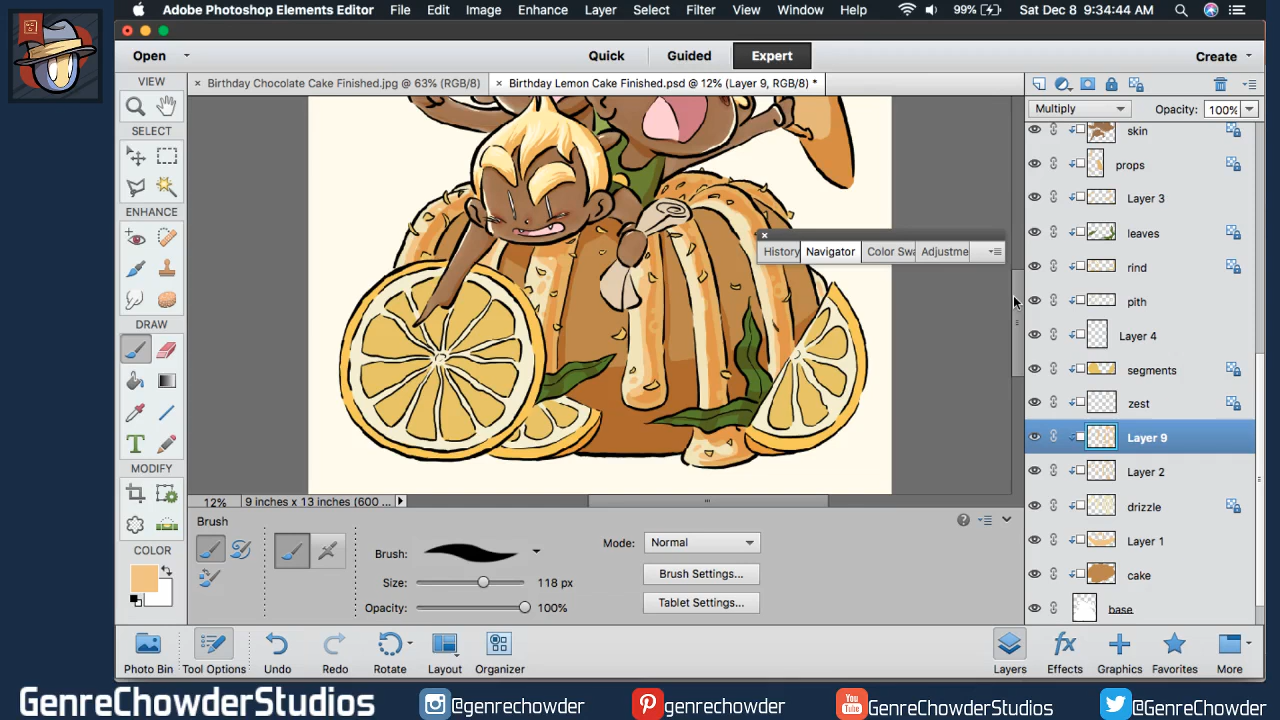 Adobe Photoshop Elements Editor File Edit Image Enhance Layer Select Filter View Window Help 99% Sat Dec 8 9:34:44 AM
Open Quick Guided Expert Create
VIEW
Birthday Chocolate Cake Finished.jpg @ 63% (RGB/8) Birthday Lemon Cake Finished.psd @ 12% (Layer 9, RGB/8) *
SELECT
ENHANCE
DRAW
MODIFY
COLOR
History Navigator Color Swa Adjustme
Multiply Opacity: 100%
skin
props
Layer 3
leaves
rind
pith
Layer 4
segments
zest
Layer 9
Layer 2
drizzle
Layer 1
cake
base
12% 9 inches x 13 inches (600 ...
Brush
Brush:
Size: 118 px
Opacity: 100%
Mode: Normal
Brush Settings...
Tablet Settings...
Photo Bin Tool Options Undo Redo Rotate Layout Organizer Layers Effects Graphics Favorites More
GenreChowderStudios @genrechowder genrechowder GenreChowderStudios @GenreChowder